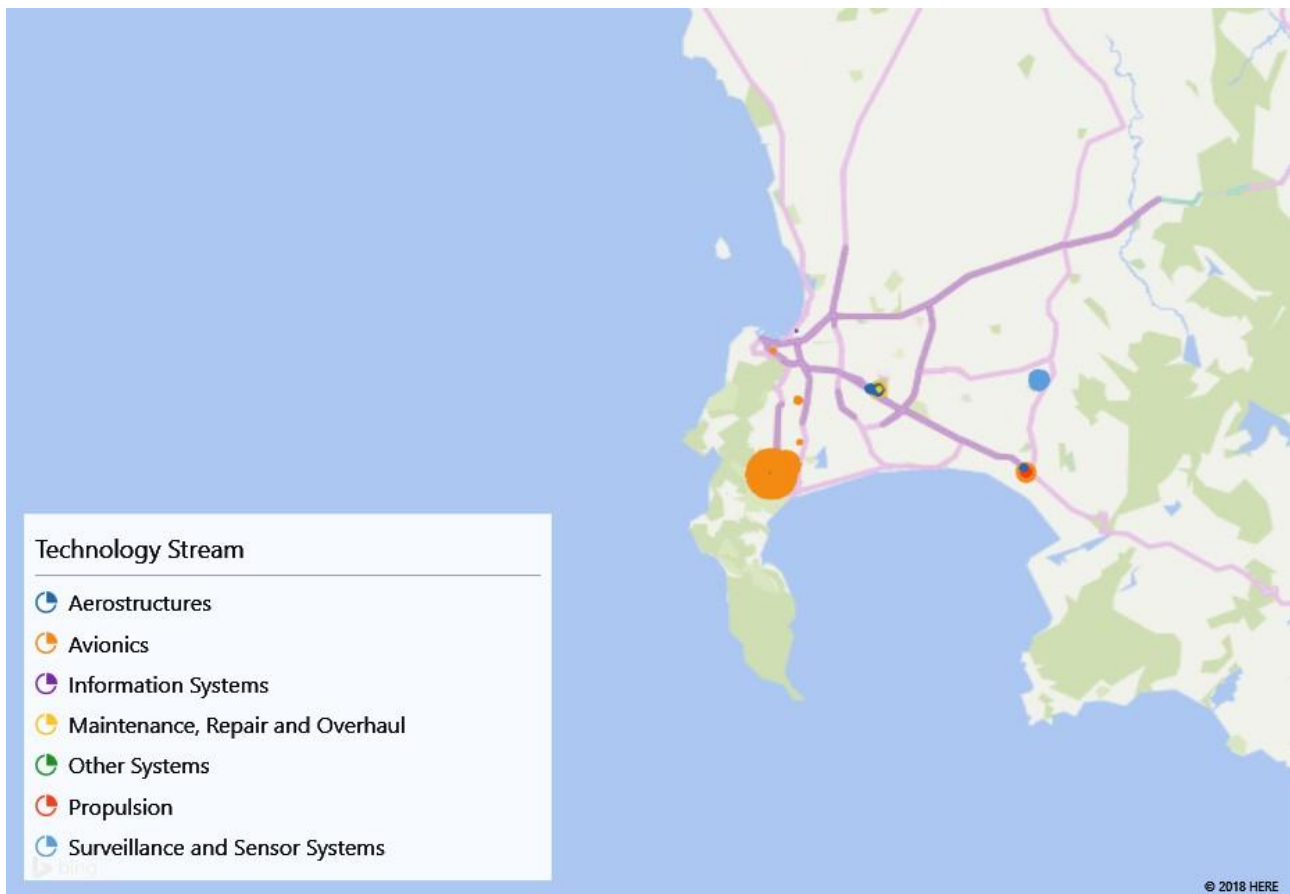 Technology Stream
Aerostructures
Avionics
Information Systems
Maintenance, Repair and Overhaul
Other Systems
Propulsion
Surveillance and Sensor Systems
bing
© 2018 HERE